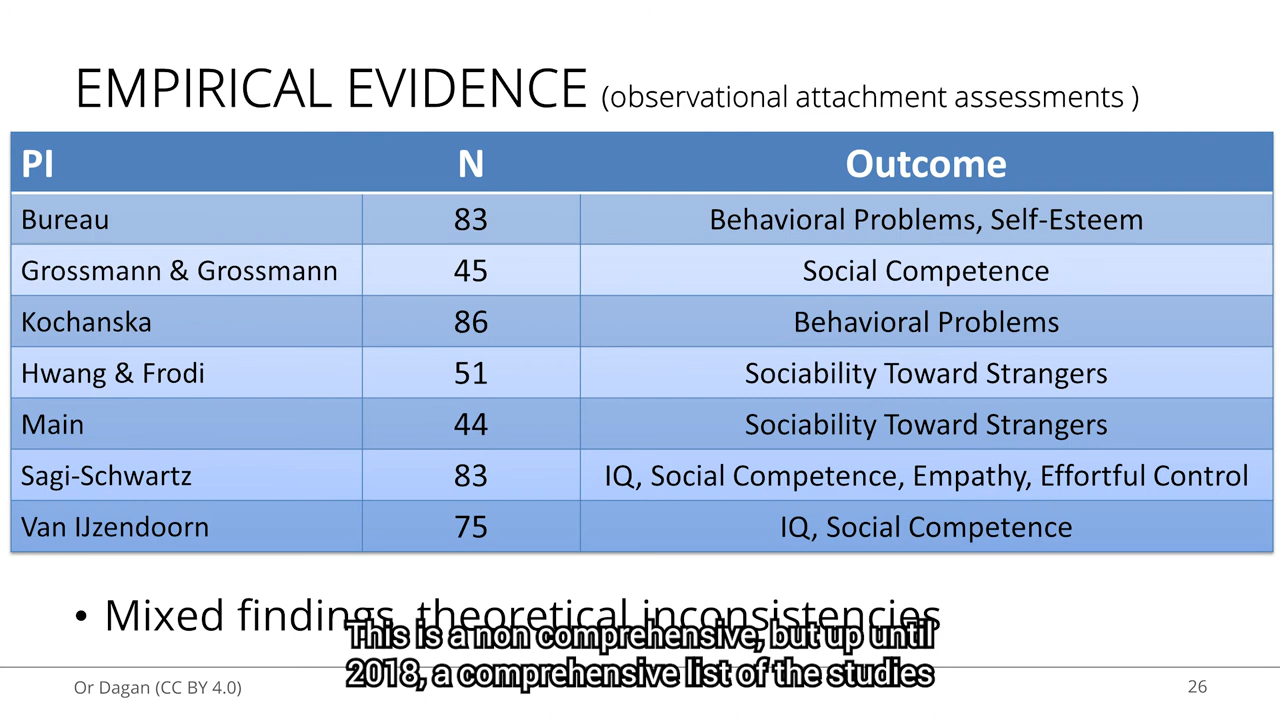 EMPIRICAL EVIDENCE (observational attachment assessments )
PI N Outcome
Bureau 83 Behavioral Problems, Self-Esteem
Grossmann & Grossmann 45 Social Competence
Kochanska 86 Behavioral Problems
Hwang & Frodi 51 Sociability Toward Strangers
Main 44 Sociability Toward Strangers
Sagi-Schwartz 83 IQ, Social Competence, Empathy, Effortful Control
Van IJzendoorn 75 IQ, Social Competence
• Mixed findings, theoretical inconsistencies
This is a non comprehensive, but up until
2018, a comprehensive list of the studies
Or Dagan (CC BY 4.0) 26